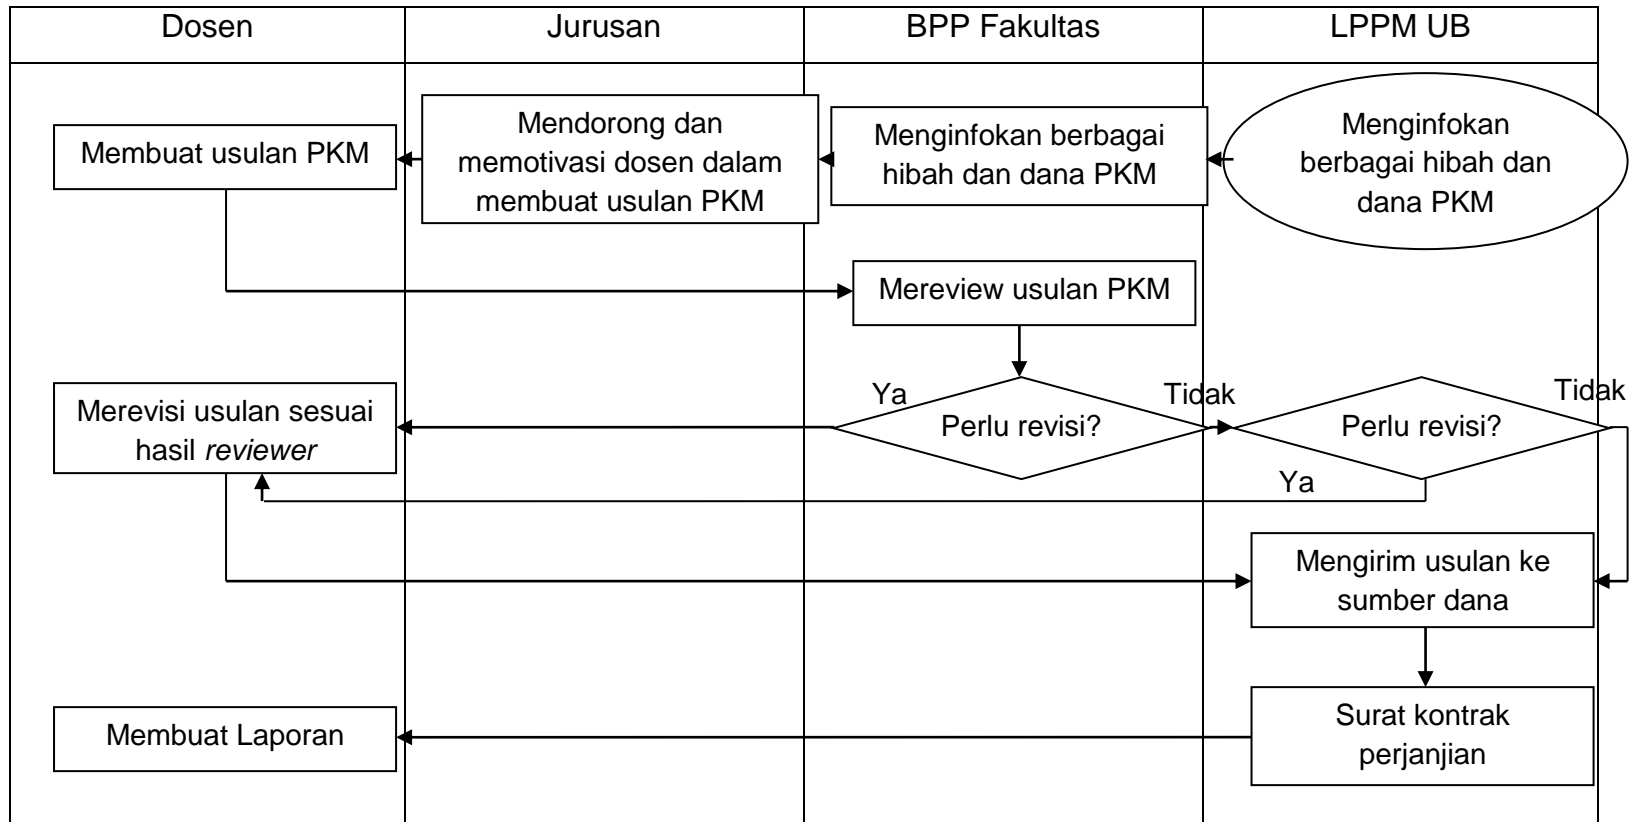 Dosen
Jurusan
BPP Fakultas
LPPM UB
Membuat usulan PKM
Mendorong dan
memotivasi dosen dalam
membuat usulan PKM
Menginfokan berbagai
hibah dan dana PKM
Menginfokan
berbagai hibah dan
dana PKM
Mereview usulan PKM
Merevisi usulan sesuai
hasil reviewer
Ya
Perlu revisi?
Tidak
Perlu revisi?
Tidak
Ya
Mengirim usulan ke
sumber dana
Membuat Laporan
Surat kontrak
perjanjian